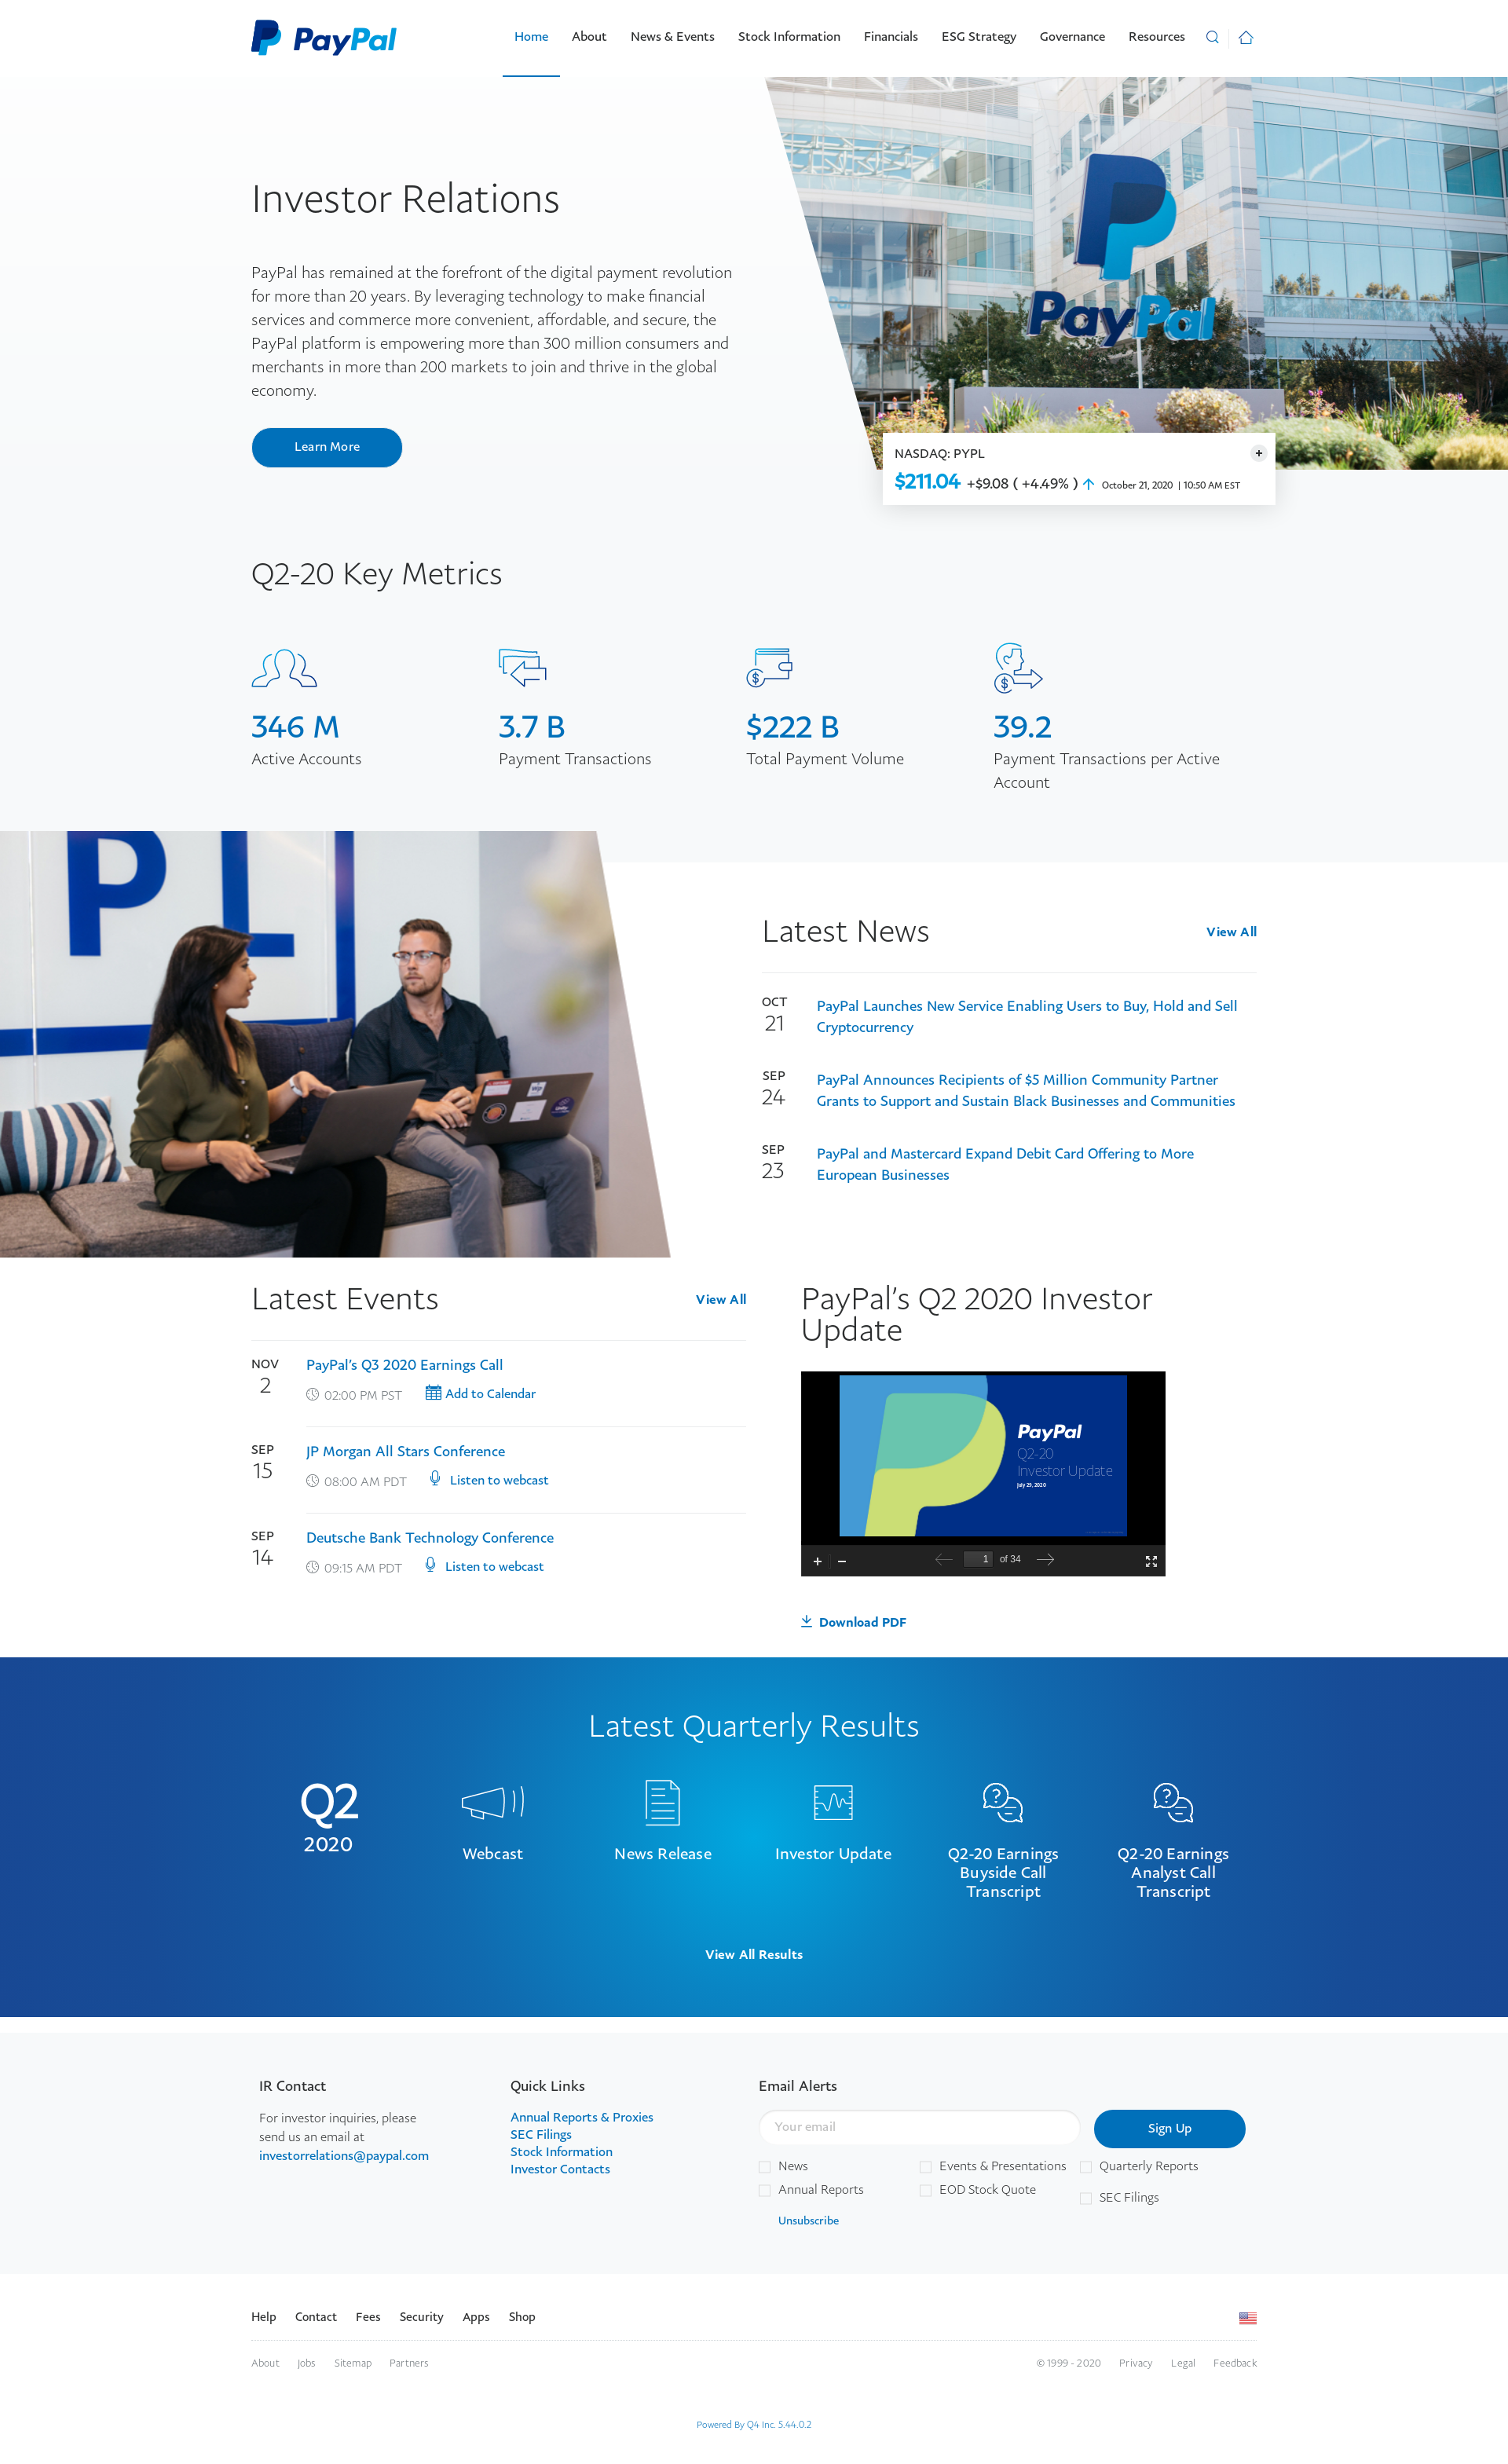 PayPal
Home About News & Events Stock Information Financials ESG Strategy Governance Resources
Investor Relations
PayPal has remained at the forefront of the digital payment revolution
for more than 20 years. By leveraging technology to make financial
services and commerce more convenient, affordable, and secure, the
PayPal platform is empowering more than 300 million consumers and
merchants in more than 200 markets to join and thrive in the global
economy.
Learn More
PayPal
NASDAQ: PYPL
$211.04 +$9.08 ( +4.49% ) October 21, 2020 | 10:50 AM EST
Q2-20 Key Metrics
346 M
Active Accounts
3.7 B
Payment Transactions
$222 B
Total Payment Volume
39.2
Payment Transactions per Active
Account
Latest News
View All
OCT
21
PayPal Launches New Service Enabling Users to Buy, Hold and Sell
Cryptocurrency
SEP
24
PayPal Announces Recipients of $5 Million Community Partner
Grants to Support and Sustain Black Businesses and Communities
SEP
23
PayPal and Mastercard Expand Debit Card Offering to More
European Businesses
Latest Events
View All
NOV
2
PayPal's Q3 2020 Earnings Call
02:00 PM PST Add to Calendar
SEP
15
JP Morgan All Stars Conference
08:00 AM PDT Listen to webcast
SEP
14
Deutsche Bank Technology Conference
09:15 AM PDT Listen to webcast
PayPal's Q2 2020 Investor
Update
PayPal
Q2-20
Investor Update
July 29, 2020
1 of 34
Download PDF
Latest Quarterly Results
Q2
2020
Webcast
News Release
Investor Update
Q2-20 Earnings
Buyside Call
Transcript
Q2-20 Earnings
Analyst Call
Transcript
View All Results
IR Contact
For investor inquiries, please
send us an email at
investorrelations@paypal.com
Quick Links
Annual Reports & Proxies
SEC Filings
Stock Information
Investor Contacts
Email Alerts
Your email
Sign Up
News Events & Presentations Quarterly Reports
Annual Reports EOD Stock Quote SEC Filings
Unsubscribe
Help Contact Fees Security Apps Shop
About Jobs Sitemap Partners
© 1999 - 2020 Privacy Legal Feedback
Powered By Q4 Inc. 5.44.0.2